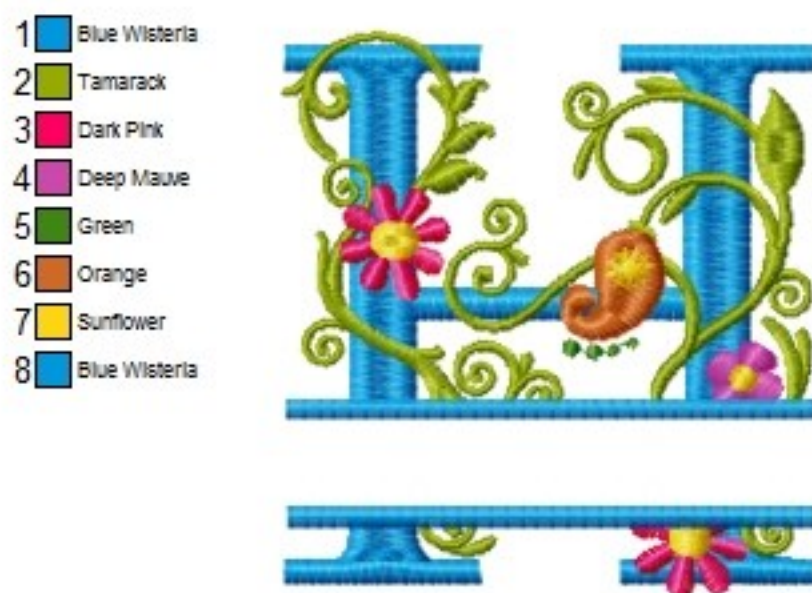 1 Blue Wisteria
2 Tamarack
3 Dark Pink
4 Deep Mauve
5 Green
6 Orange
7 Sunflower
8 Blue Wisteria